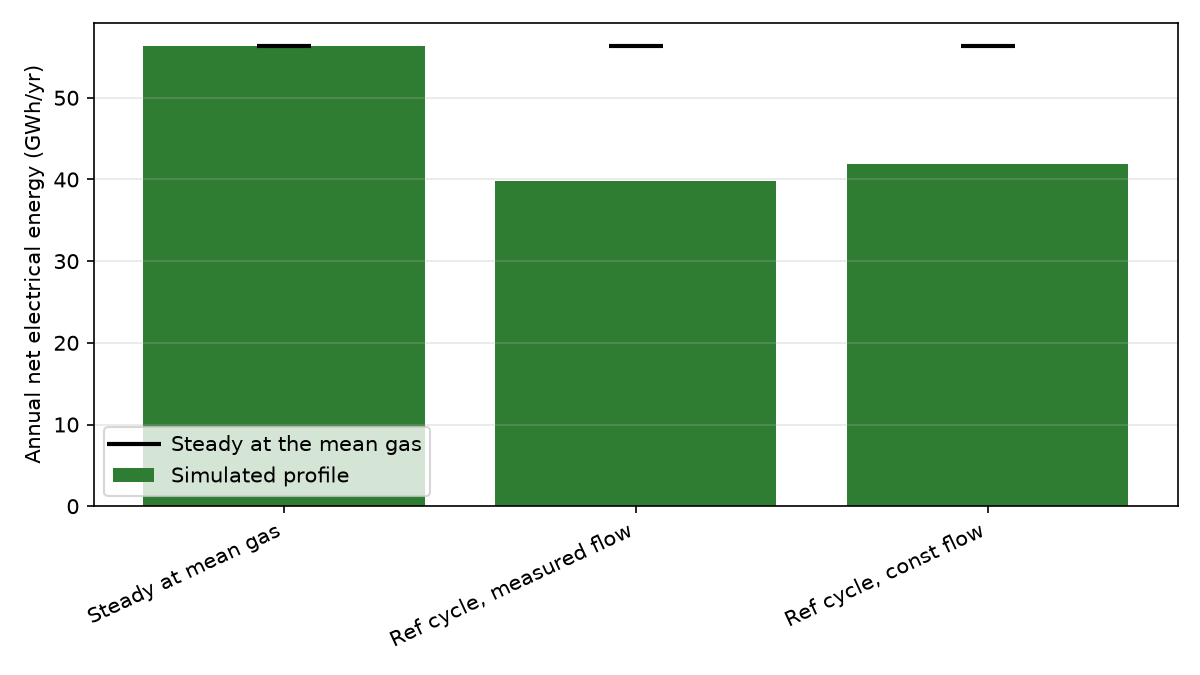 Annual net electrical energy (GWh/yr)
50
40
30
20
10
0
Steady at the mean gas
Simulated profile
Steady at mean gas
Ref cycle, measured flow
Ref cycle, const flow